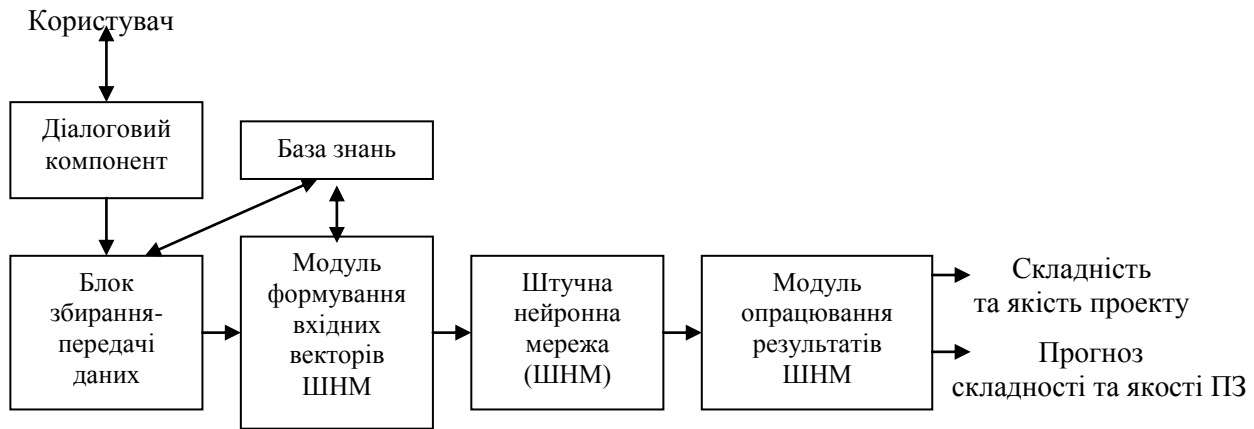 Користувач
Діалоговий
компонент
База знань
Блок
збирання-
передачі
даних
Модуль
формування
вхідних
векторів
ШНМ
Штучна
нейронна
мережа
(ШНМ)
Модуль
опрацювання
результатів
ШНМ
Складність
та якість проекту
Прогноз
складності та якості ПЗ